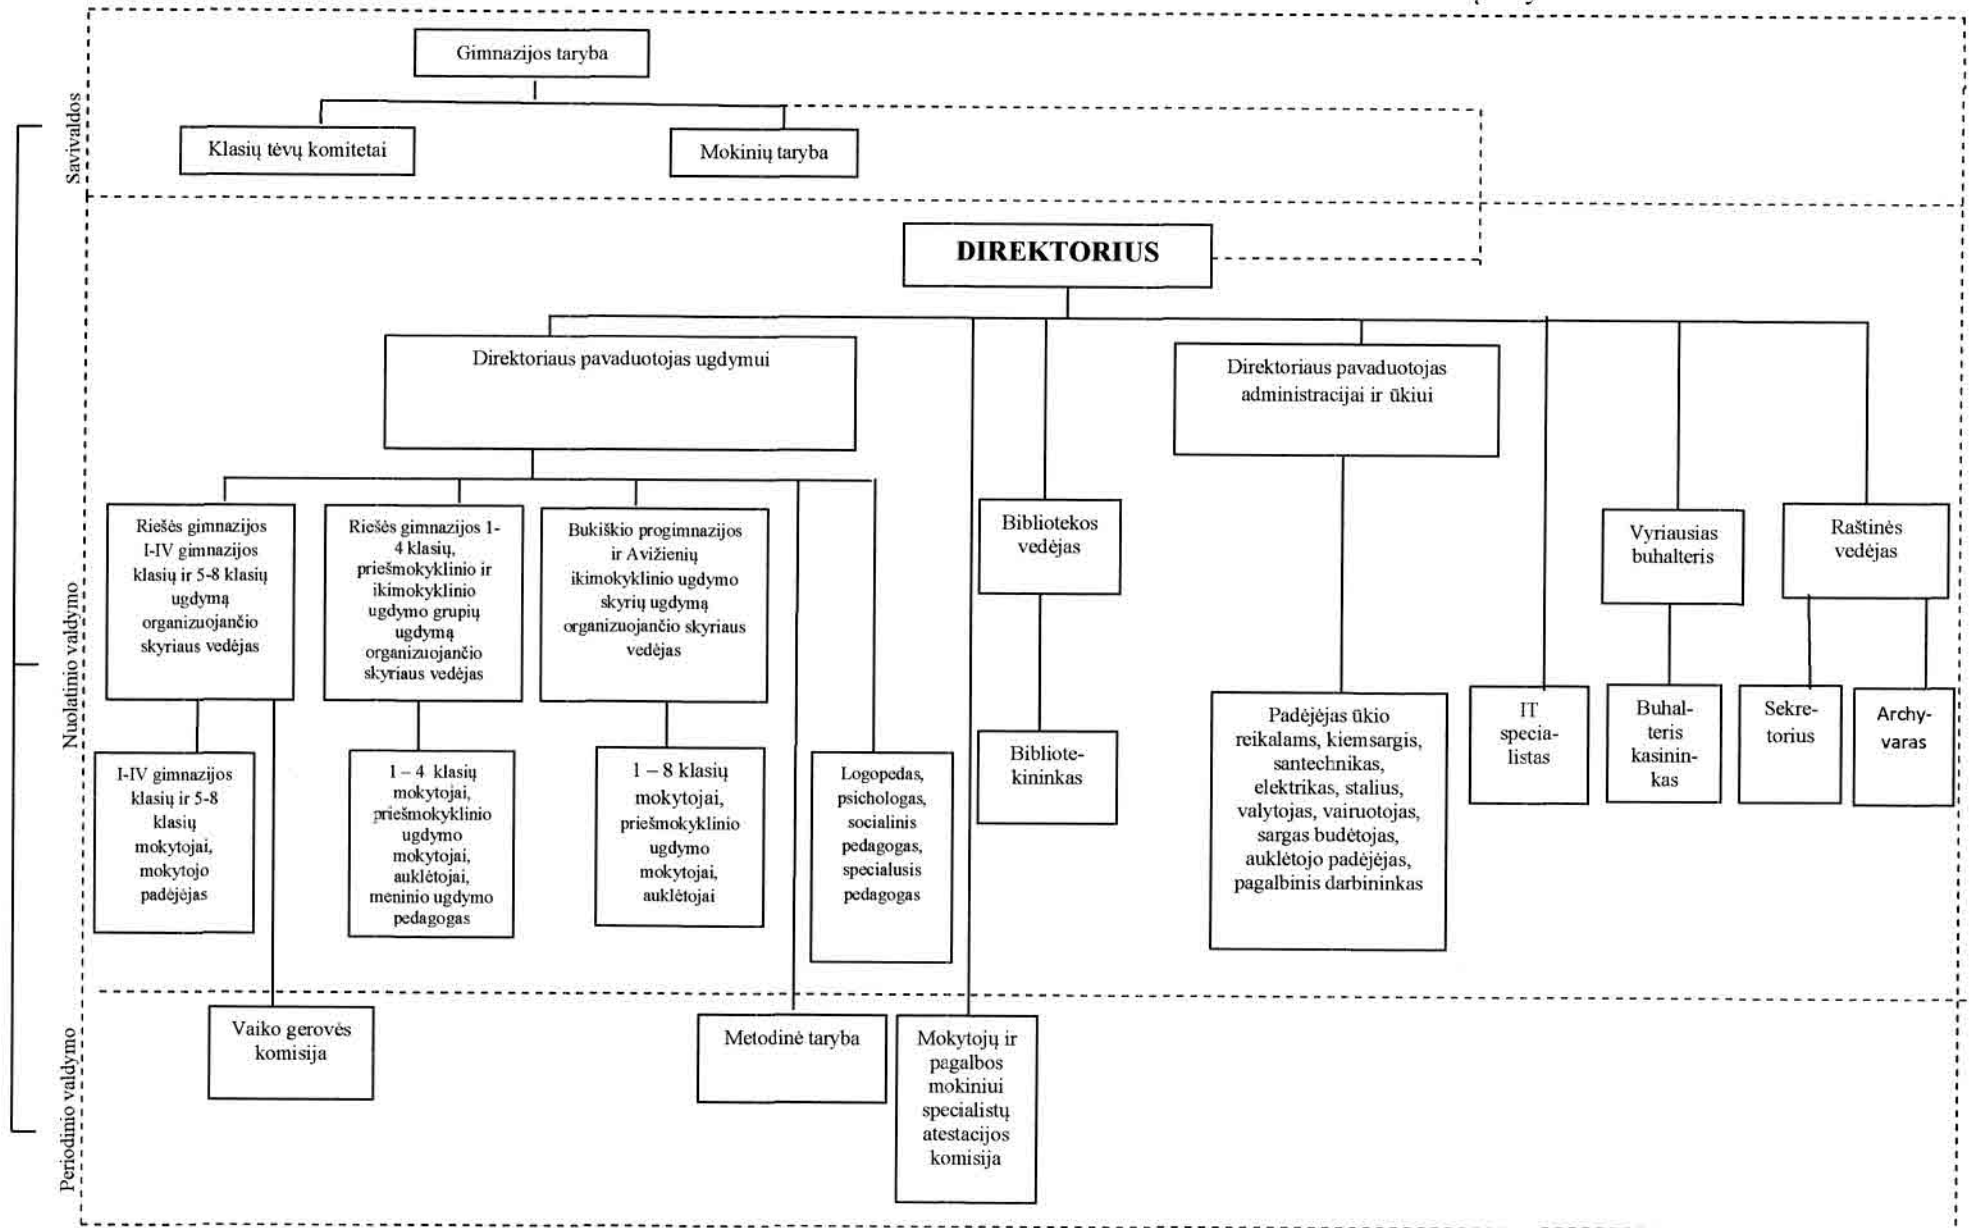 Gimnazijos taryba
Klasių tėvų komitetai
Mokinių taryba
Savivaldos
DIREKTORIUS
Direktoriaus pavaduotojas ugdymui
Direktoriaus pavaduotojas
administracijai ir ūkiui
Nuolatinio valdymo
Riešės gimnazijos
I-IV gimnazijos
klasių ir 5-8 klasių
ugdymą
organizuojančio
skyriaus vedėjas
Riešės gimnazijos 1-
4 klasių,
priešmokyklinio ir
ikimokyklinio
ugdymo grupių
ugdymą
organizuojančio
skyriaus vedėjas
Bukiškio progimnazijos
ir Avižienių
ikimokyklinio ugdymo
skyrių ugdymą
organizuojančio skyriaus
vedėjas
Bibliotekos
vedėjas
Vyriausias
buhalteris
Raštinės
vedėjas
I-IV gimnazijos
klasių ir 5-8
klasių
mokytojai,
mokytojo
padėjėjas
1 – 4 klasių
mokytojai,
priešmokyklinio
ugdymo
mokytojai,
auklėtojai,
meninio ugdymo
pedagogas
1 – 8 klasių
mokytojai,
priešmokyklinio
ugdymo
mokytojai,
auklėtojai
Logopedas,
psichologas,
socialinis
pedagogas,
specialusis
pedagogas
Bibliote-
kininkas
Padėjėjas ūkio
reikalams, kiemsargis,
santechnikas,
elektrikas, stalius,
valytojas, vairuotojas,
sargas budėtojas,
auklėtojo padėjėjas,
pagalbinis darbininkas
IT
specia-
listas
Buhal-
teris
kasinin-
kas
Sekre-
torius
Archy-
varas
Periodinio valdymo
Vaiko gerovės
komisija
Metodinė taryba
Mokytojų ir
pagalbos
mokiniui
specialistų
atestacijos
komisija